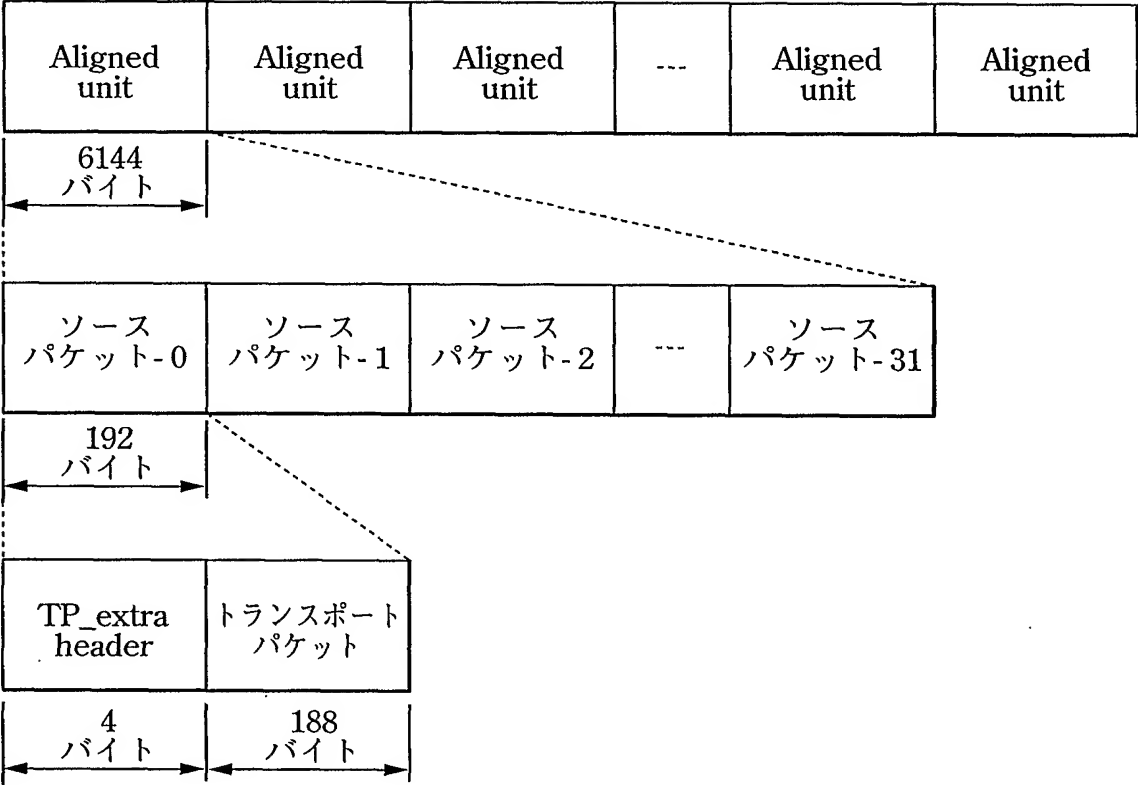 Aligned
unit
Aligned
unit
Aligned
unit
---
Aligned
unit
Aligned
unit
6144
バイト
ソース
パケット-0
ソース
パケット-1
ソース
パケット-2
---
ソース
パケット-31
192
バイト
TP_extra
header
トランスポート
パケット
4
バイト
188
バイト